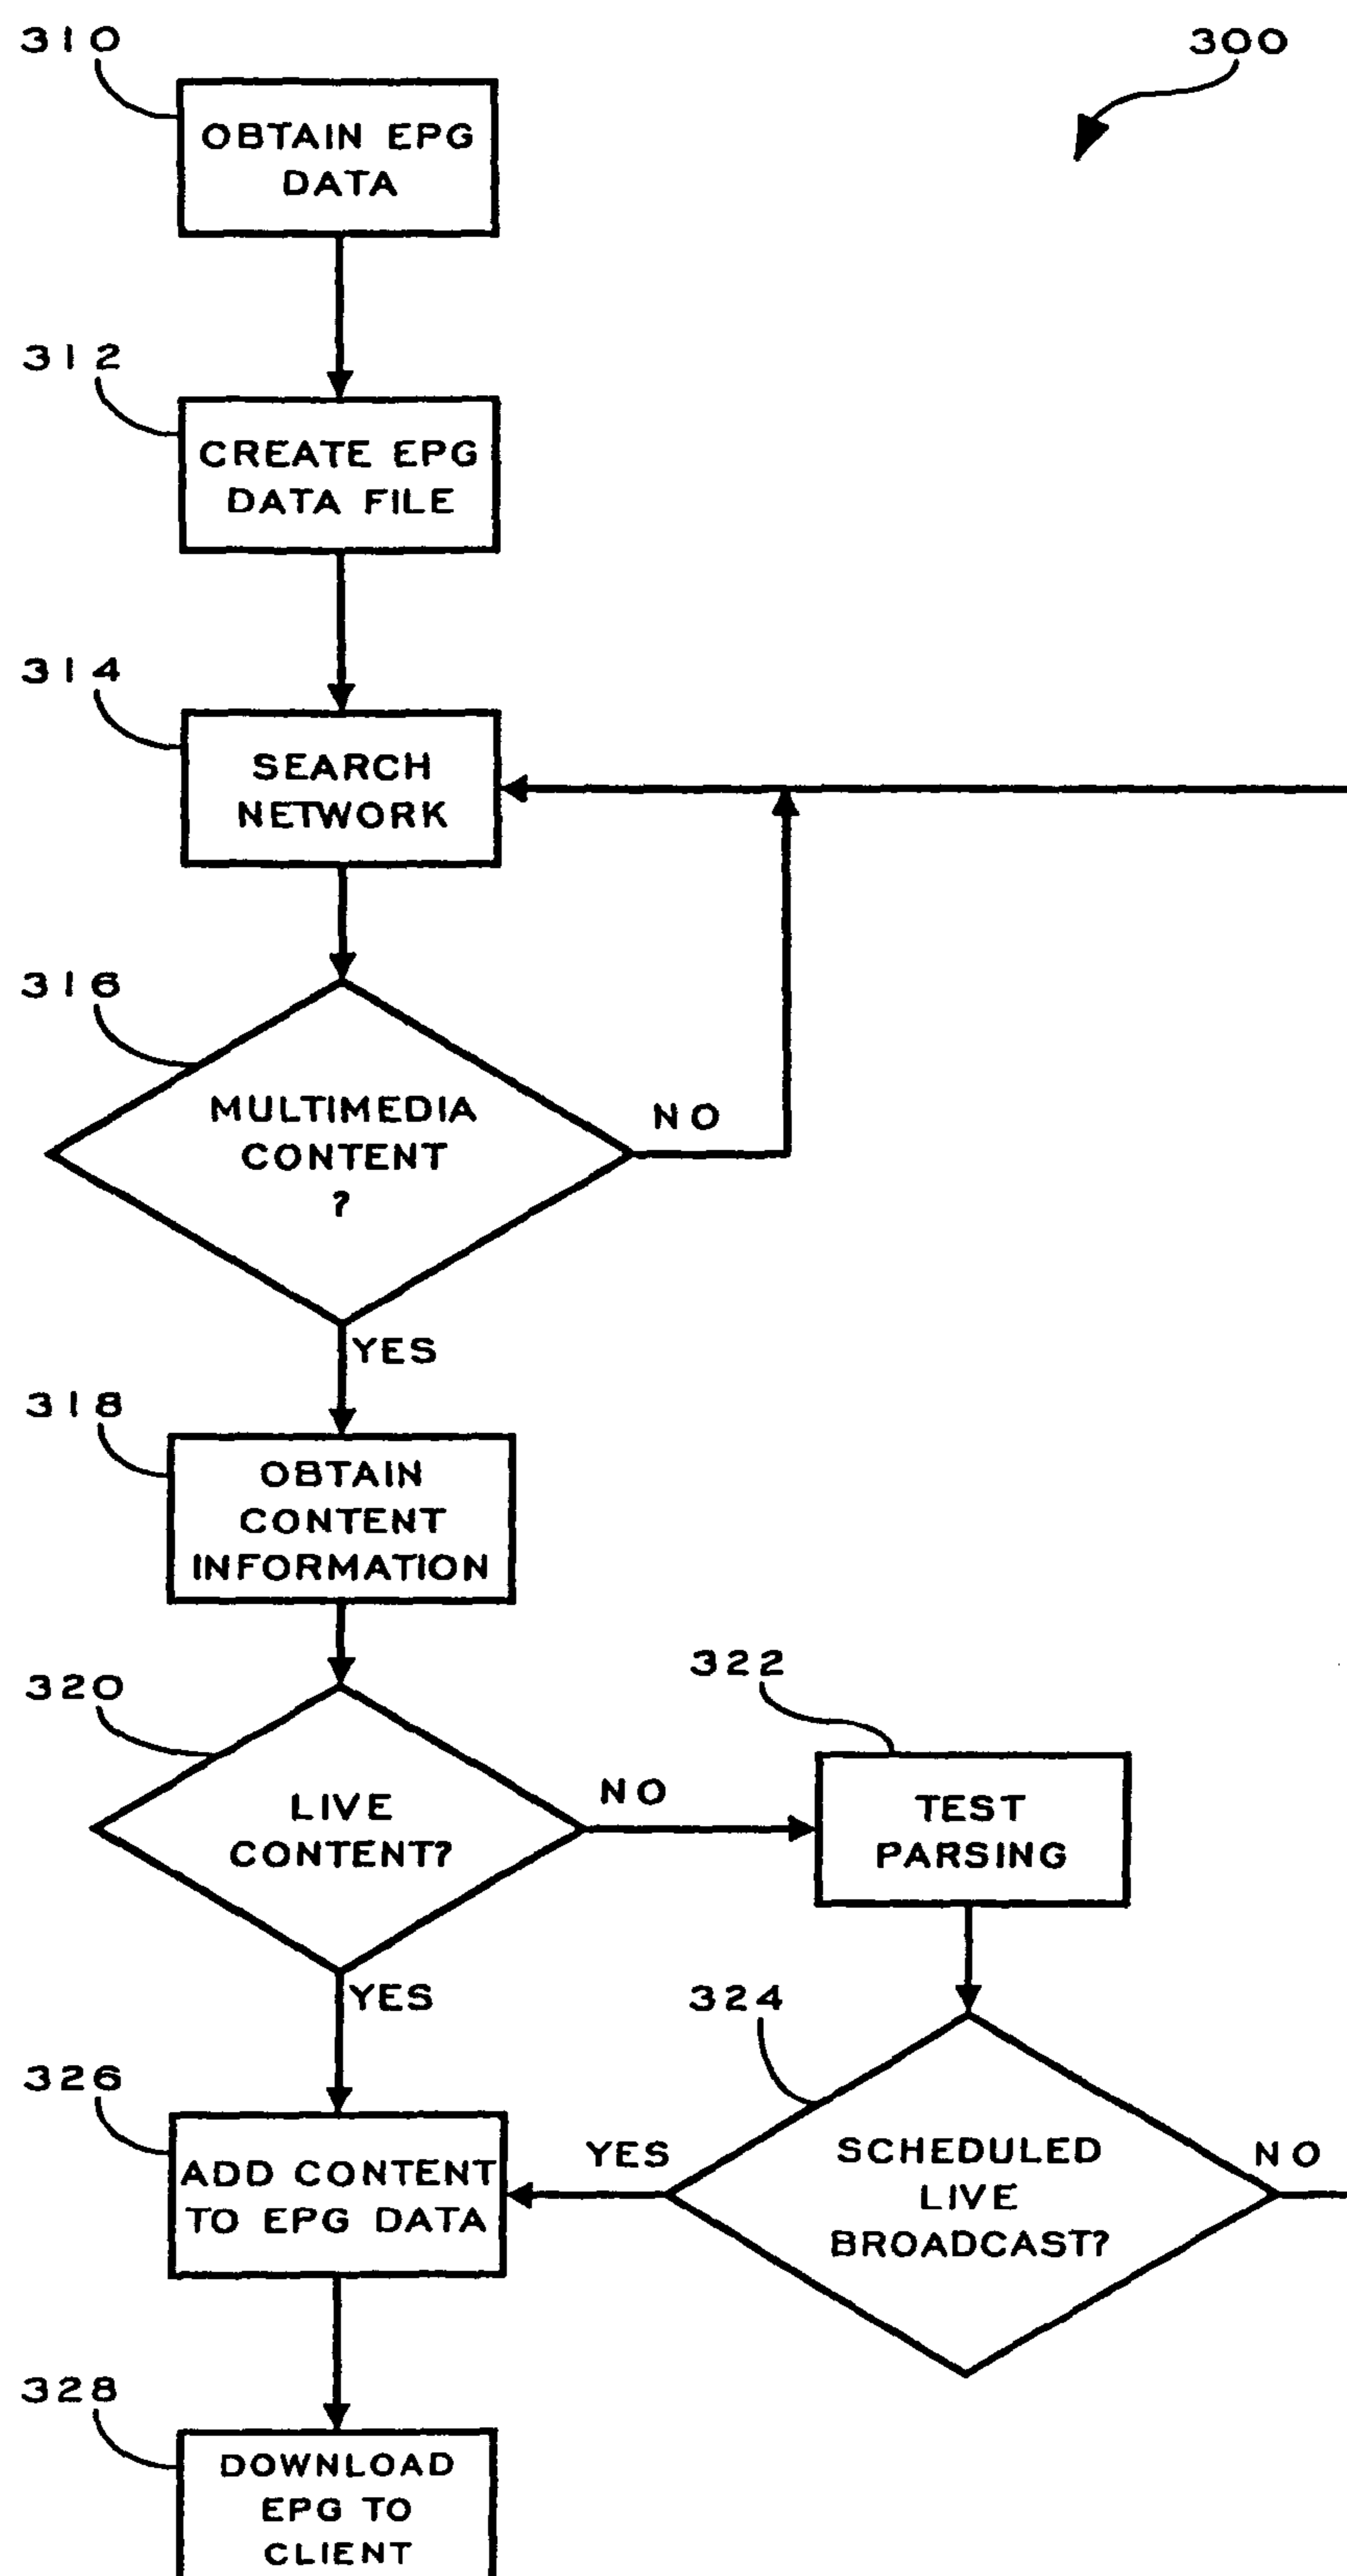 310
300
OBTAIN EPG
DATA
312
CREATE EPG
DATA FILE
314
SEARCH
NETWORK
316
MULTIMEDIA
CONTENT
?
NO
YES
318
OBTAIN
CONTENT
INFORMATION
320
LIVE
CONTENT?
NO
322
TEST
PARSING
YES
324
SCHEDULED
LIVE
BROADCAST?
YES
NO
326
ADD CONTENT
TO EPG DATA
328
DOWNLOAD
EPG TO
CLIENT